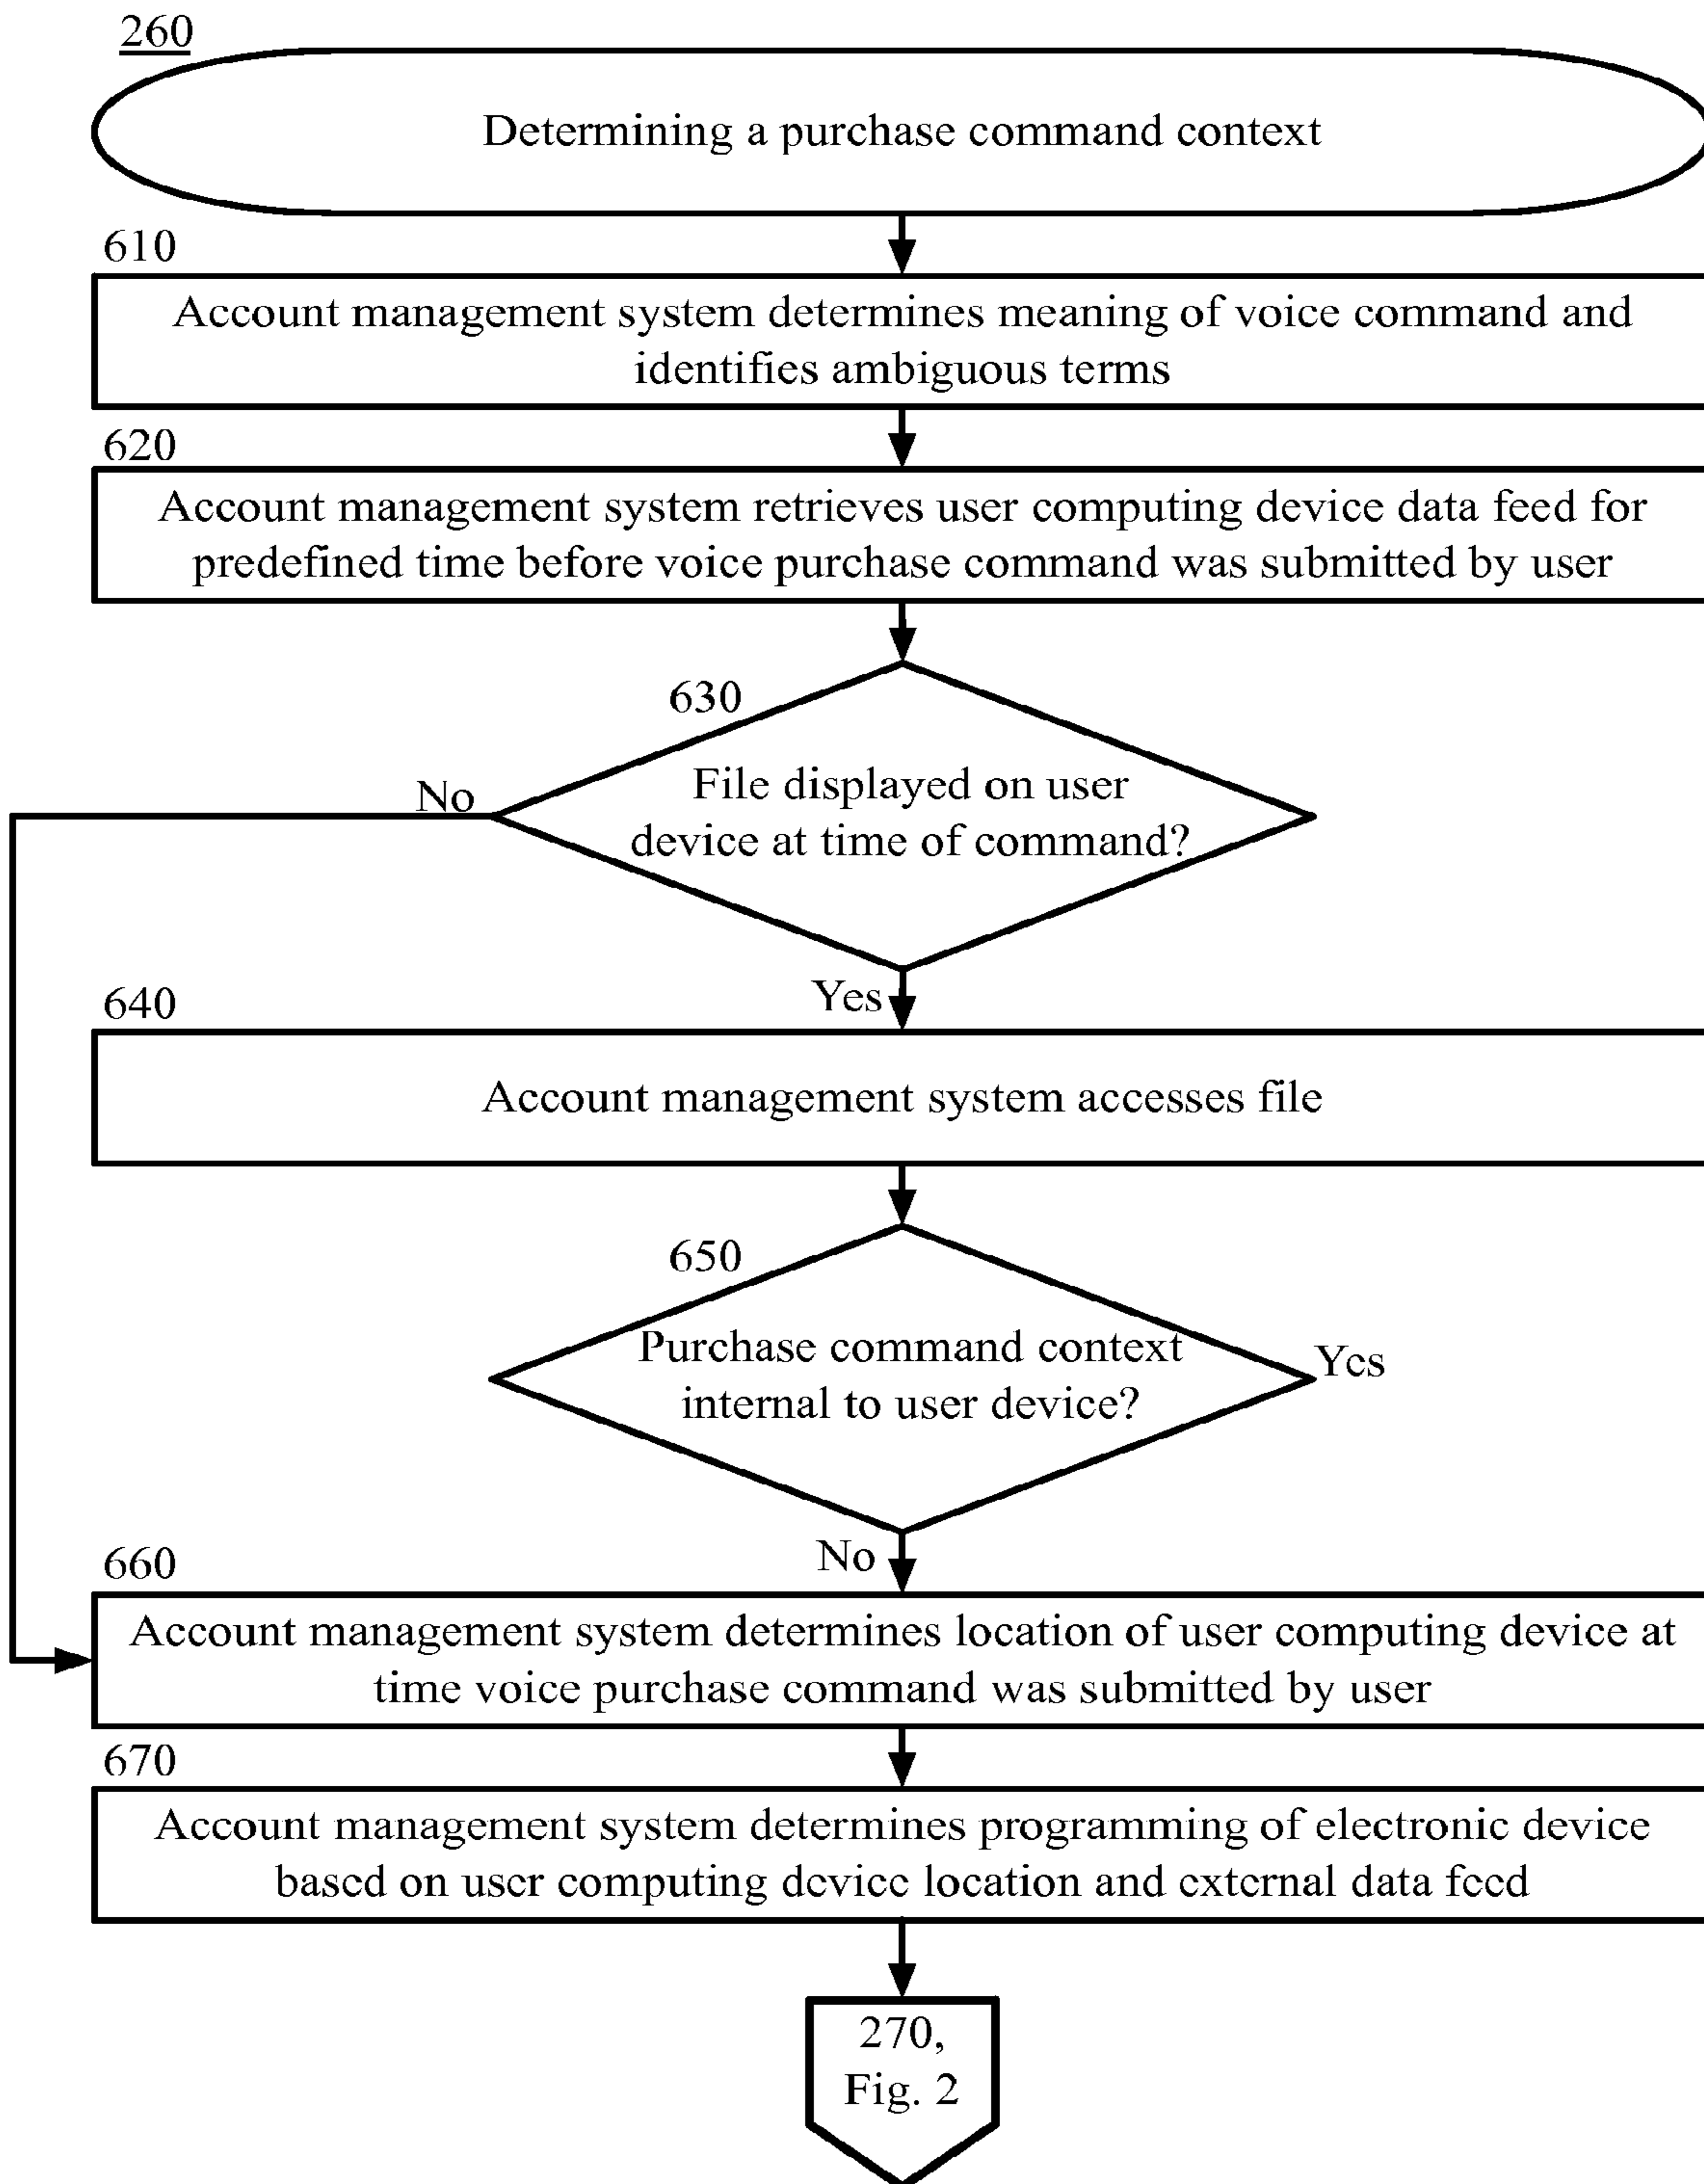 260
Determining a purchase command context
610
Account management system determines meaning of voice command and
identifies ambiguous terms
620
Account management system retrieves user computing device data feed for
predefined time before voice purchase command was submitted by user
630
File displayed on user
device at time of command?
No
Yes
640
Account management system accesses file
650
Purchase command context
internal to user device?
Yes
No
660
Account management system determines location of user computing device at
time voice purchase command was submitted by user
670
Account management system determines programming of electronic device
based on user computing device location and external data feed
270,
Fig. 2